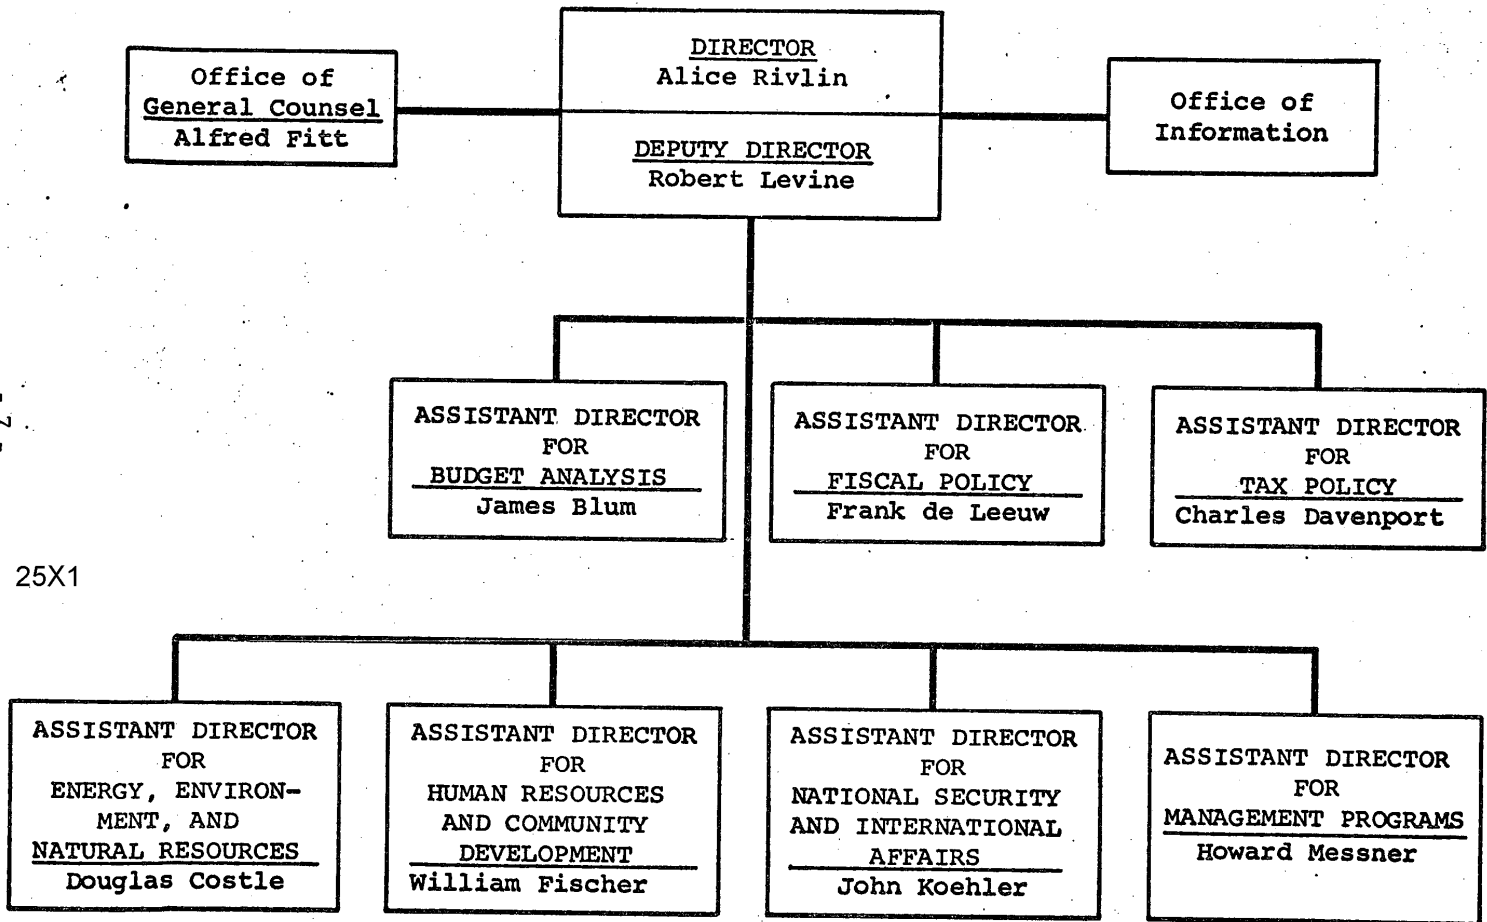 DIRECTOR
Alice Rivlin
DEPUTY DIRECTOR
Robert Levine
Office of
General Counsel
Alfred Fitt
Office of
Information
ASSISTANT DIRECTOR
FOR
BUDGET ANALYSIS
James Blum
ASSISTANT DIRECTOR
FOR
FISCAL POLICY
Frank de Leeuw
ASSISTANT DIRECTOR
FOR
TAX POLICY
Charles Davenport
25X1
ASSISTANT DIRECTOR
FOR
ENERGY, ENVIRON-
MENT, AND
NATURAL RESOURCES
Douglas Costle
ASSISTANT DIRECTOR
FOR
HUMAN RESOURCES
AND COMMUNITY
DEVELOPMENT
William Fischer
ASSISTANT DIRECTOR
FOR
NATIONAL SECURITY
AND INTERNATIONAL
AFFAIRS
John Koehler
ASSISTANT DIRECTOR
FOR
MANAGEMENT PROGRAMS
Howard Messner